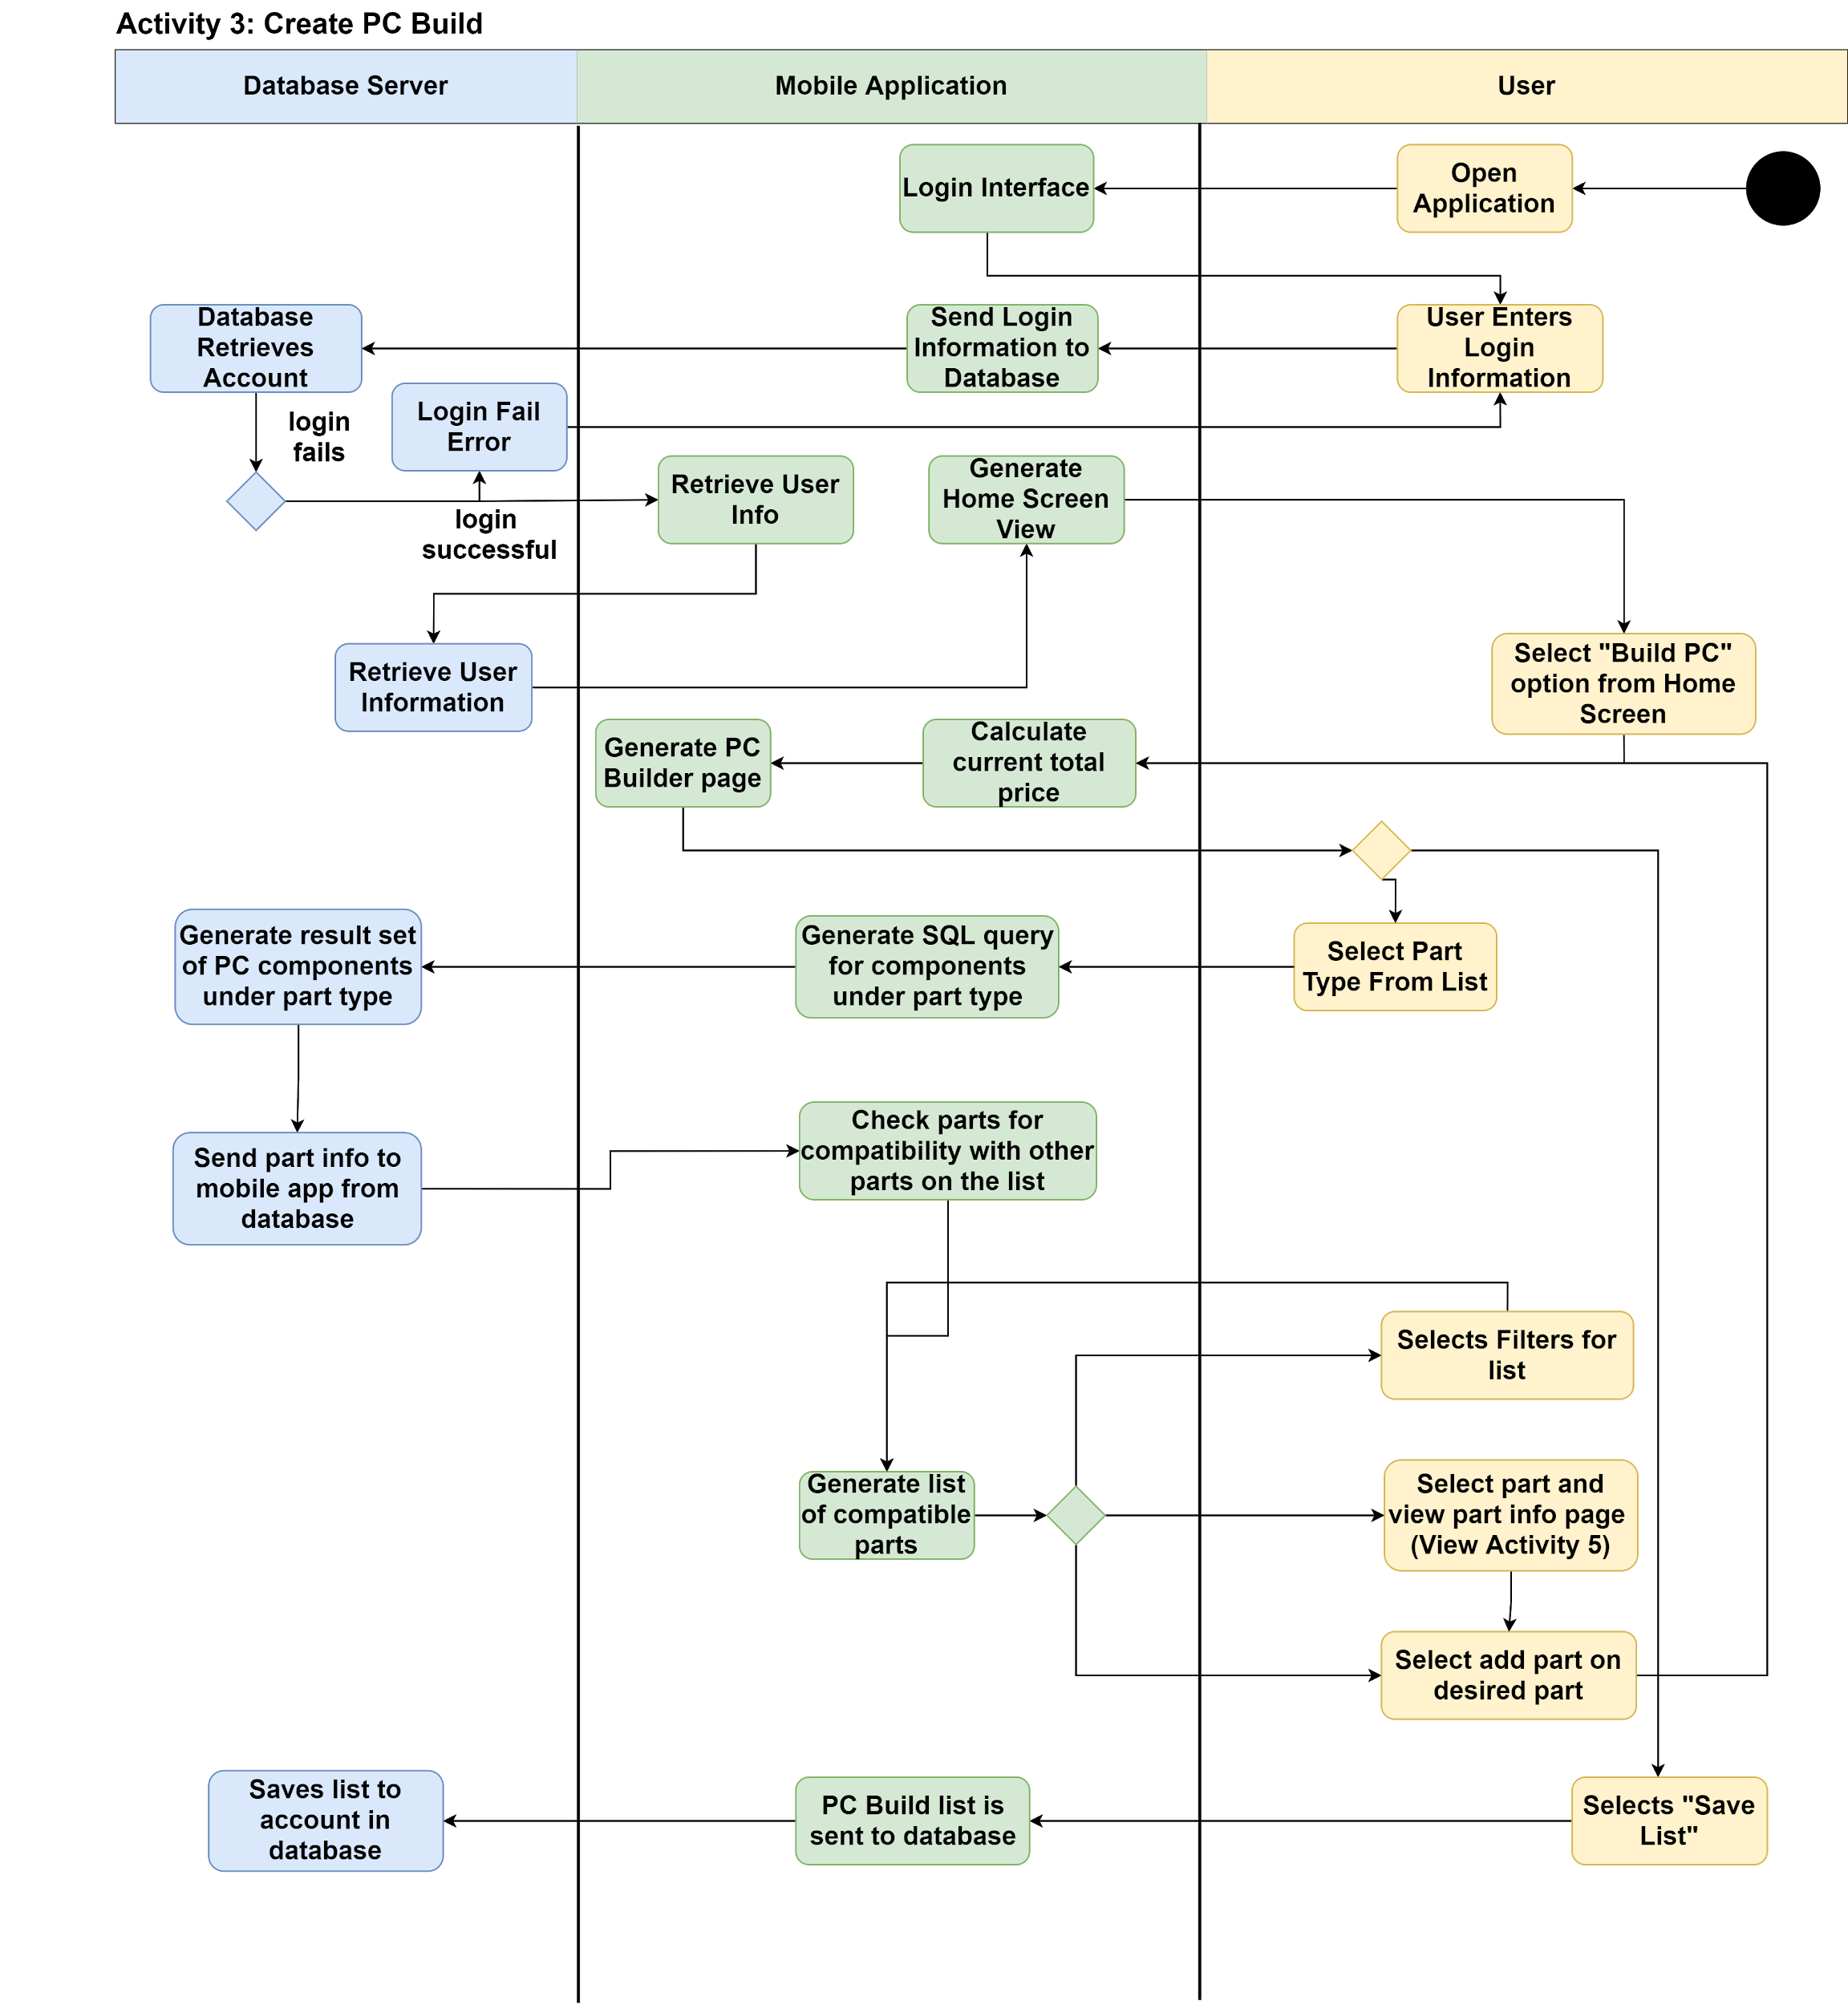 Activity 3: Create PC Build
Database Server
Mobile Application
User
Login Interface
Open
Application
Database
Retrieves
Account
Send Login
Information to
Database
User Enters
Login
Information
login
fails
Login Fail
Error
Retrieve User
Info
Generate
Home Screen
View
login
successful
Retrieve User
Information
Select "Build PC"
option from Home
Screen
Generate PC
Builder page
Calculate
current total
price
Generate result set
of PC components
under part type
Generate SQL query
for components
under part type
Select Part
Type From List
Send part info to
mobile app from
database
Check parts for
compatibility with other
parts on the list
Selects Filters for
list
Generate list
of compatible
parts
Select part and
view part info page
(View Activity 5)
Select add part on
desired part
Saves list to
account in
database
PC Build list is
sent to database
Selects "Save
List"